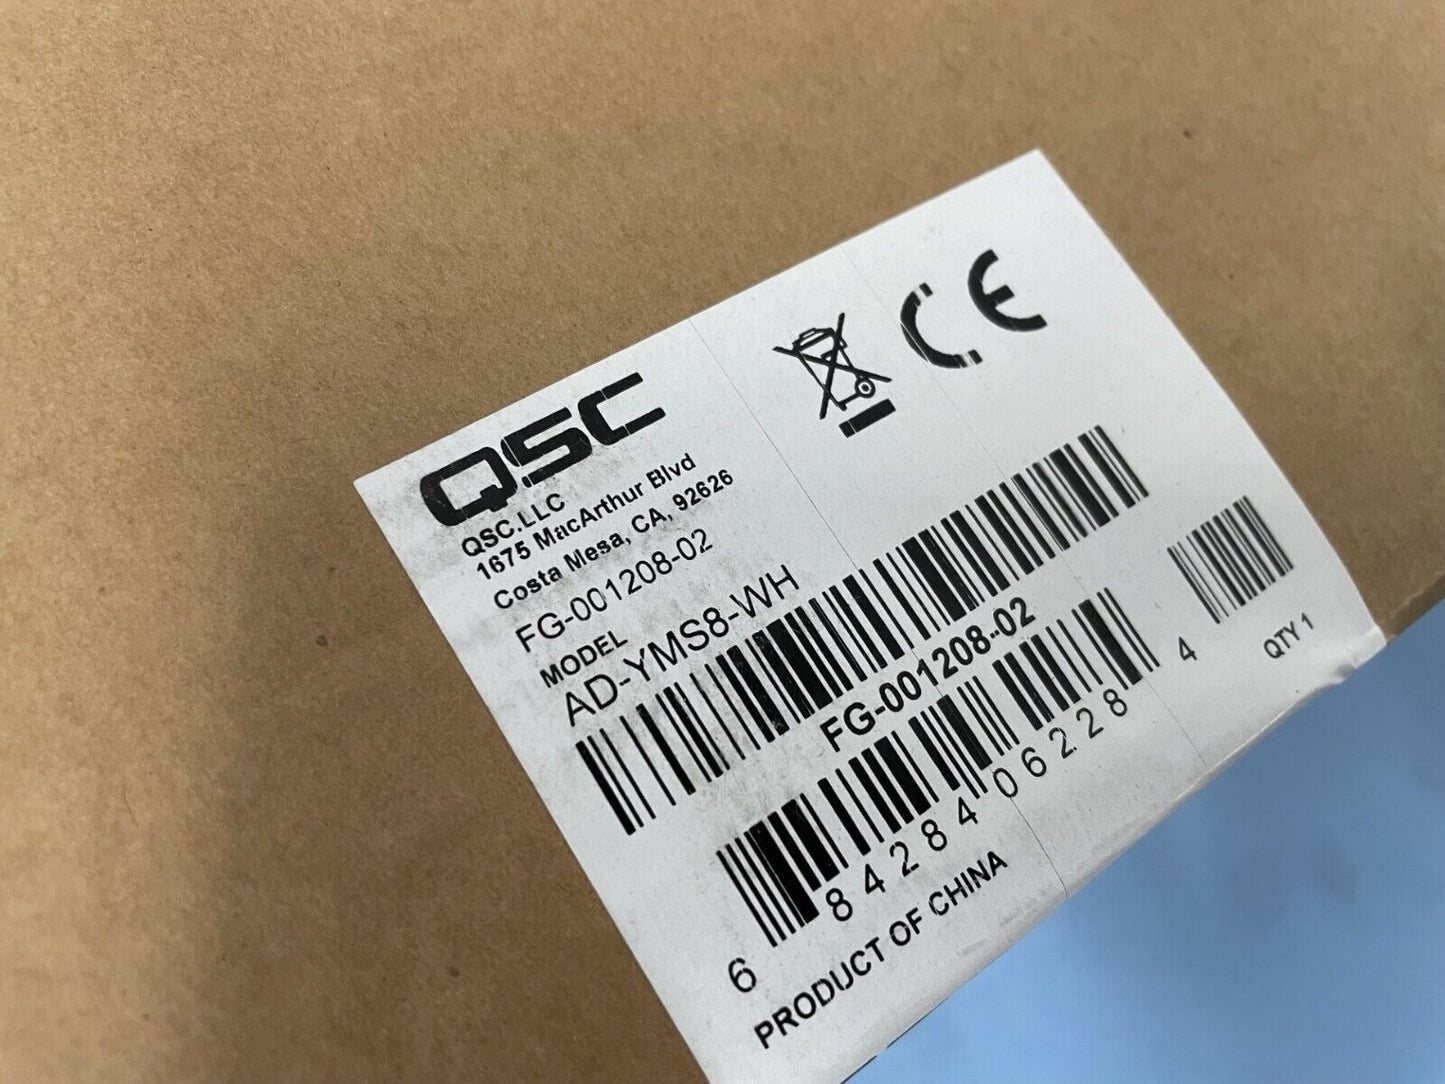 QSC
QSC.LLC
1675 MacArthur Blvd
Costa Mesa, CA, 92626
FG-001208-02
MODEL
AD-YMS8-WH
FG-001208-02
6 84284 06228 4
QTY 1
PRODUCT OF CHINA
CE